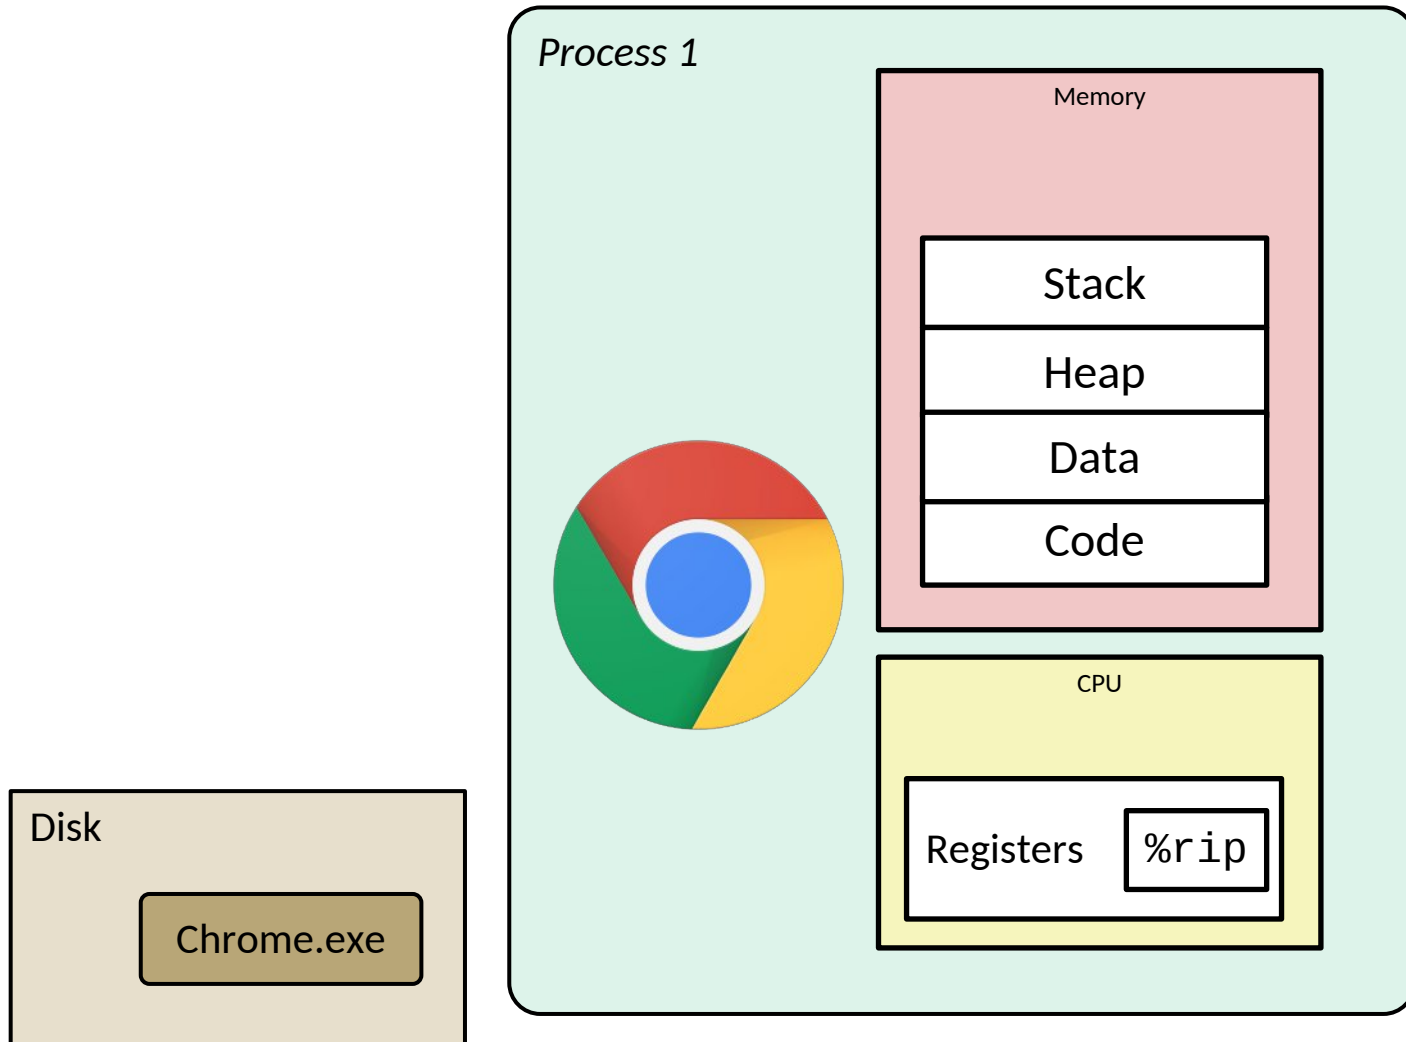 Process 1
Memory
Stack
Heap
Data
Code
CPU
Registers %rip
Disk
Chrome.exe